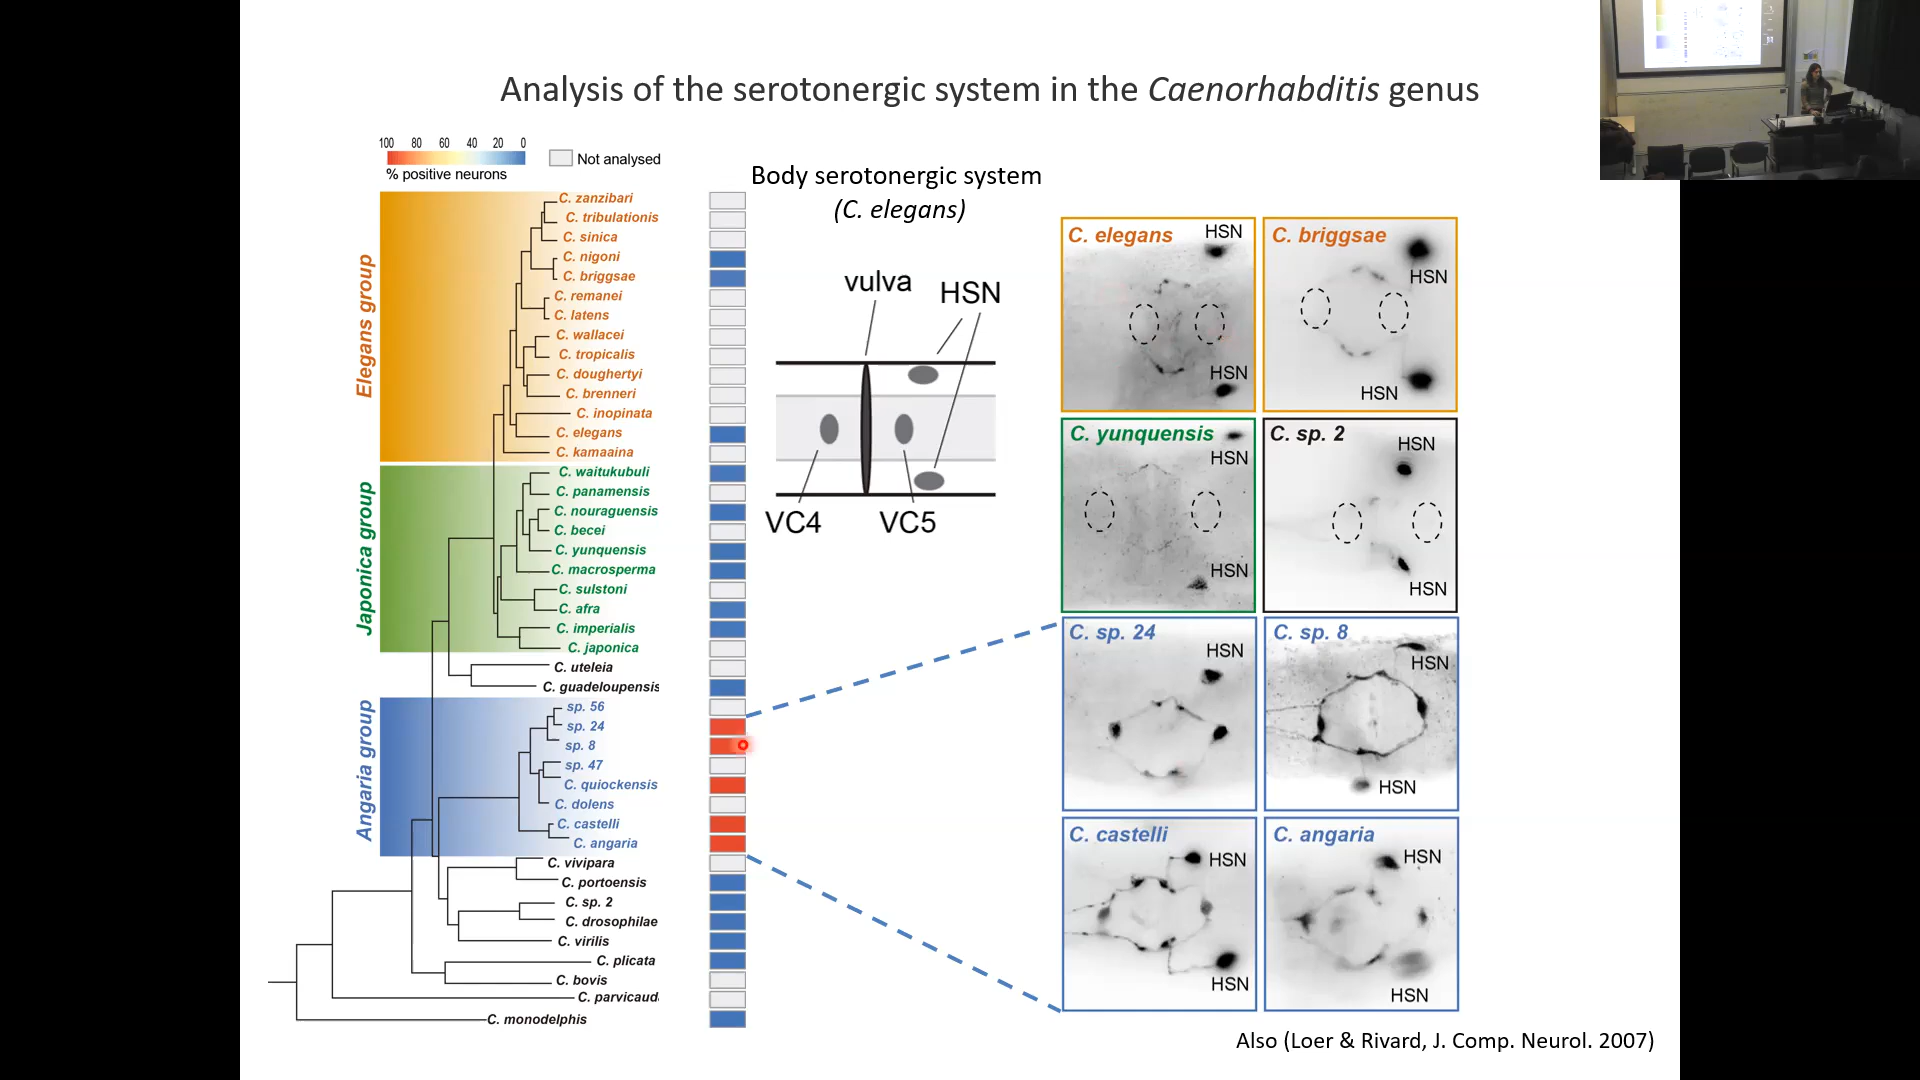 Analysis of the serotonergic system in the Caenorhabditis genus
100 80 60 40 20 0
% positive neurons
Not analysed
Elegans group
C. zanzibari
C. tribulationis
C. sinica
C. nigoni
C. briggsae
C. remanei
C. latens
C. wallacei
C. tropicalis
C. doughertyi
C. brenneri
C. inopinata
C. elegans
C. kamaaina
Japonica group
C. waitukubuli
C. panamensis
C. nouraguensis
C. becei
C. yunquensis
C. macrosperma
C. sulstoni
C. afra
C. imperialis
C. japonica
C. uteleia
C. guadeloupensis
Angaria group
sp. 56
sp. 24
sp. 8
sp. 47
C. quiockensis
C. dolens
C. castelli
C. angaria
C. vivipara
C. portoensis
C. sp. 2
C. drosophilae
C. virilis
C. plicata
C. bovis
C. parvicaud
C. monodelphis
Body serotonergic system
(C. elegans)
vulva
HSN
VC4
VC5
C. elegans
HSN
HSN
C. briggsae
HSN
HSN
C. yunquensis
HSN
HSN
C. sp. 2
HSN
HSN
C. sp. 24
HSN
C. sp. 8
HSN
HSN
C. castelli
HSN
HSN
C. angaria
HSN
HSN
Also (Loer & Rivard, J. Comp. Neurol. 2007)